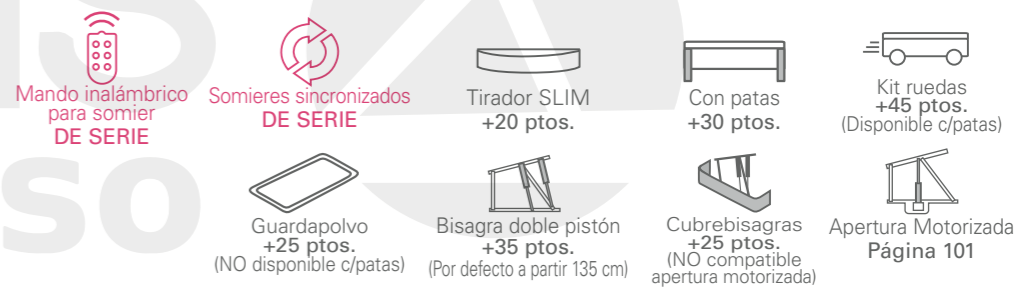 Mando inalámbrico
para somier
DE SERIE
Somieres sincronizados
DE SERIE
Tirador SLIM
+20 ptos.
Con patas
+30 ptos.
Kit ruedas
+45 ptos.
(Disponible c/patas)
Guardapolvo
+25 ptos.
(NO disponible c/patas)
Bisagra doble pistón
+35 ptos.
(Por defecto a partir 135 cm)
Cubrebisagras
+25 ptos.
(NO compatible
apertura motorizada)
Apertura Motorizada
Página 101
so